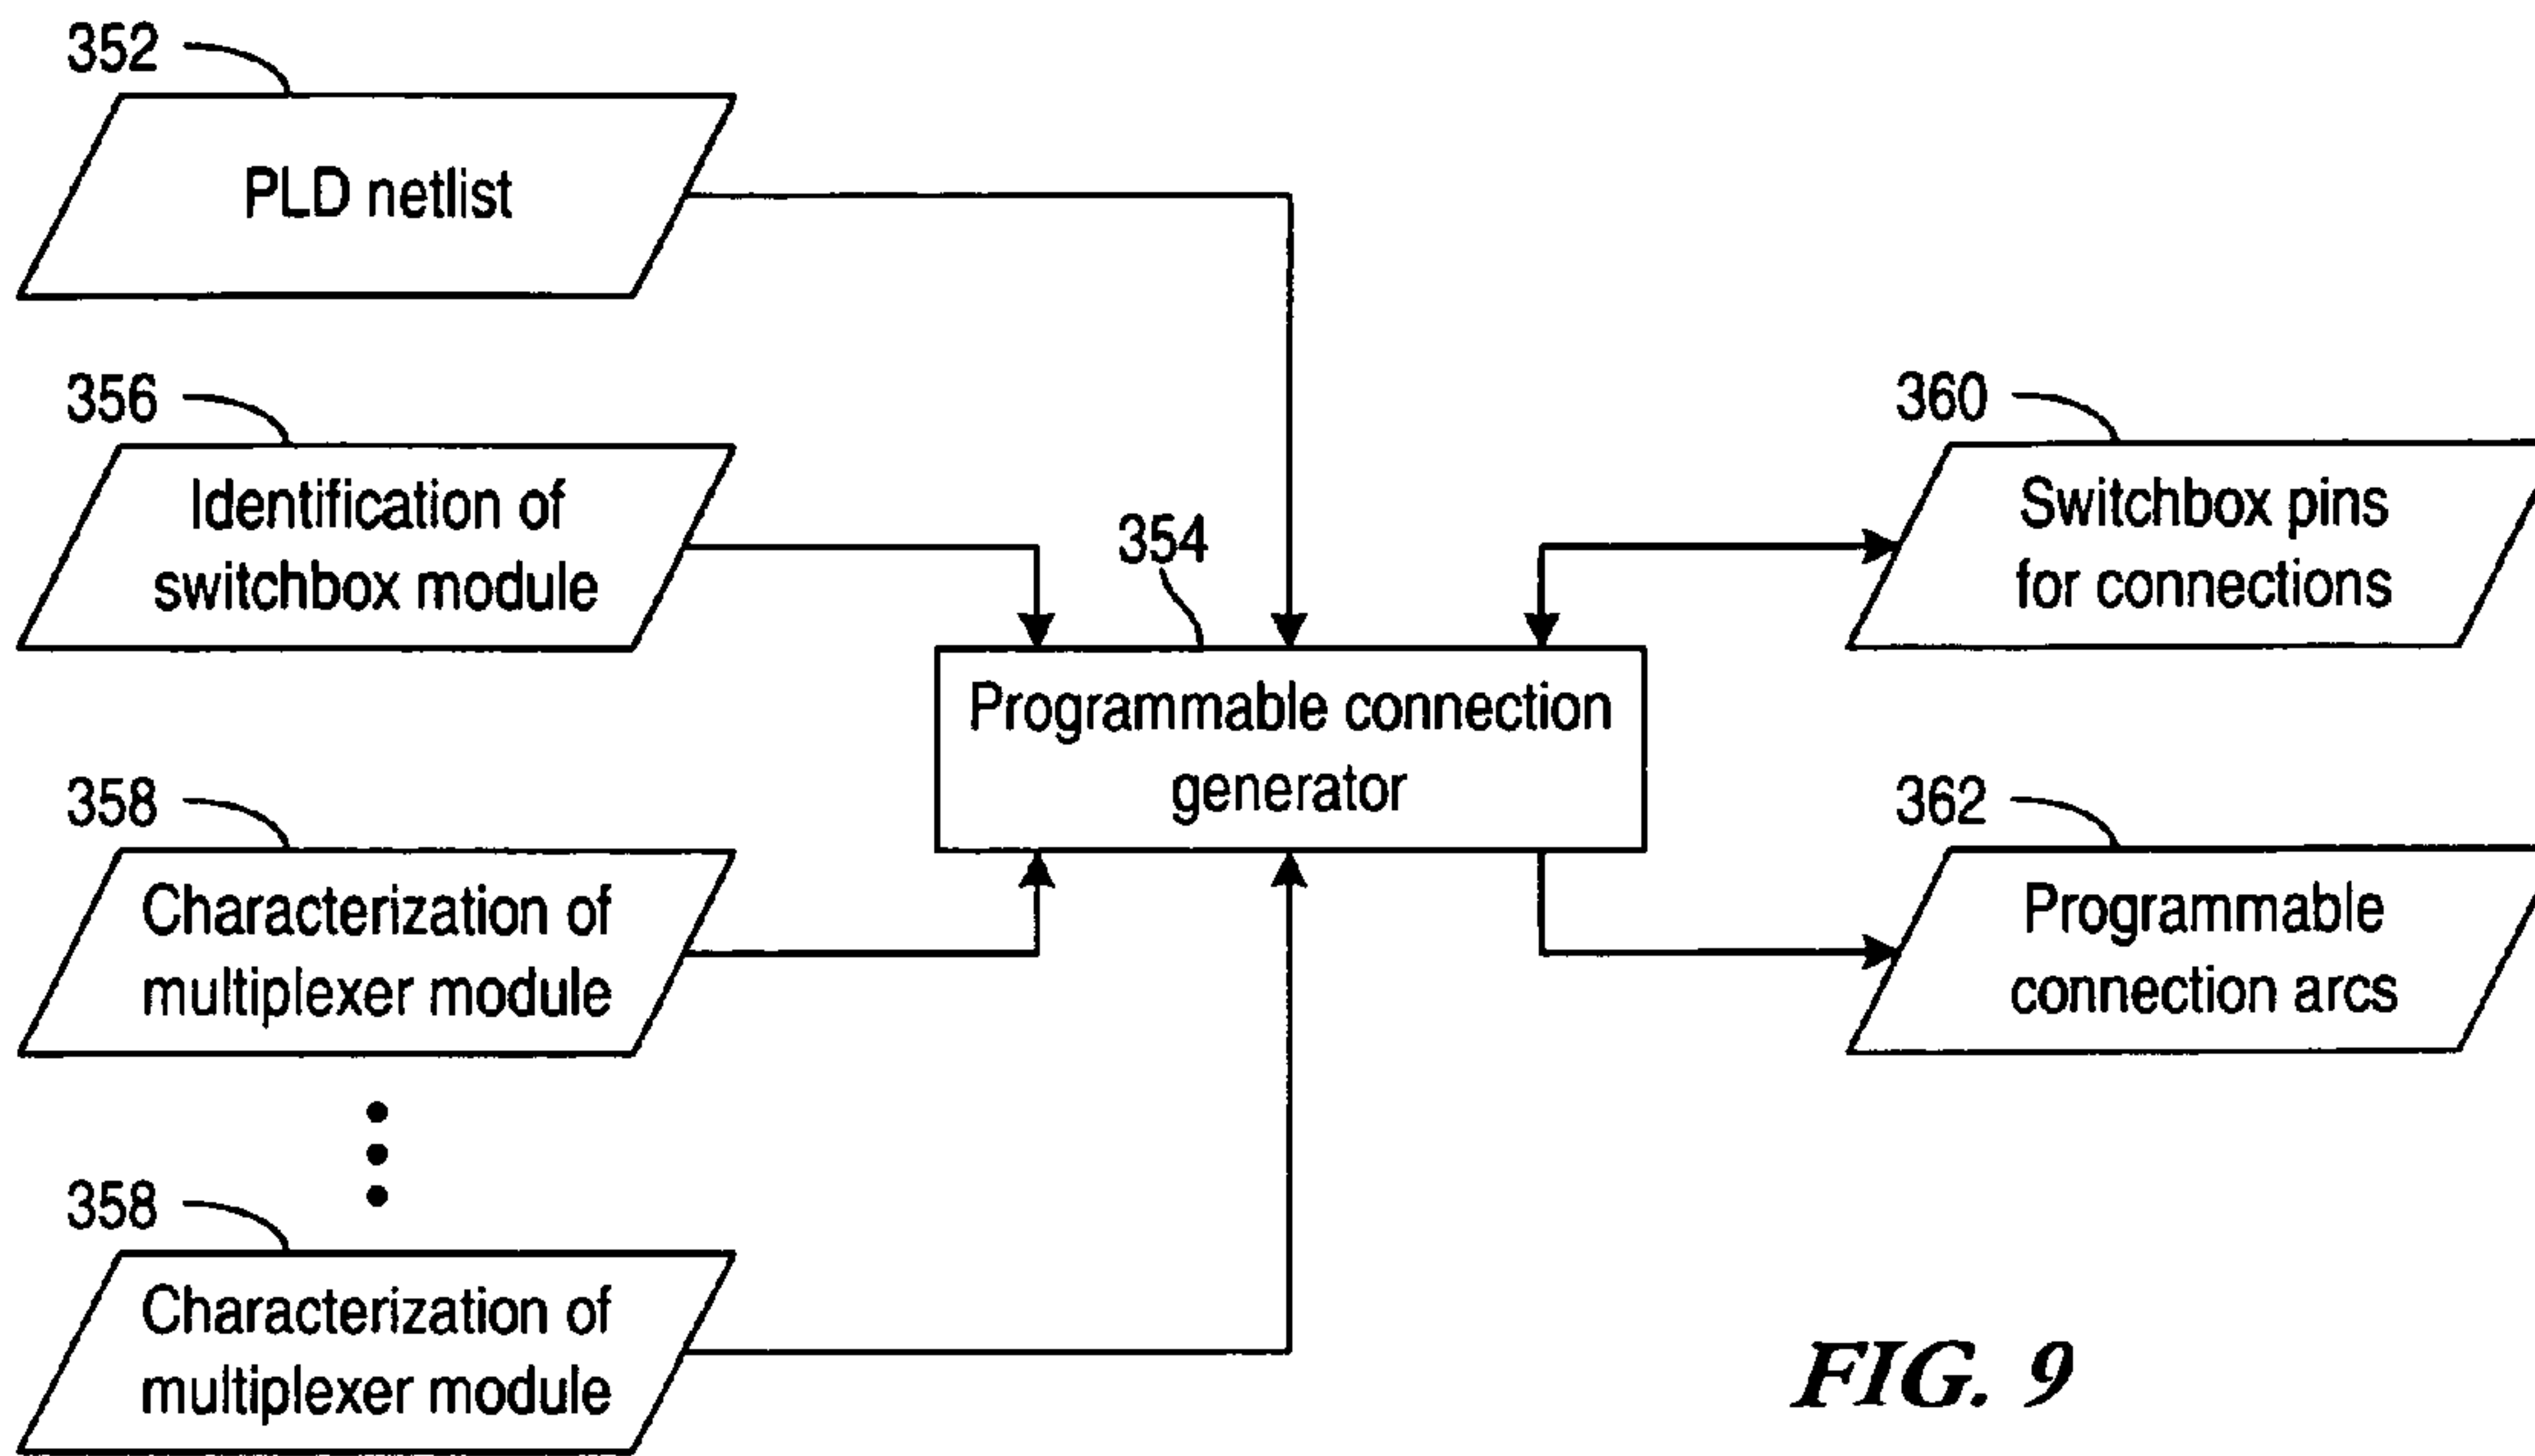 352
PLD netlist
356
Identification of
switchbox module
354
Programmable connection
generator
360
Switchbox pins
for connections
358
Characterization of
multiplexer module
362
Programmable
connection arcs
358
Characterization of
multiplexer module
FIG. 9